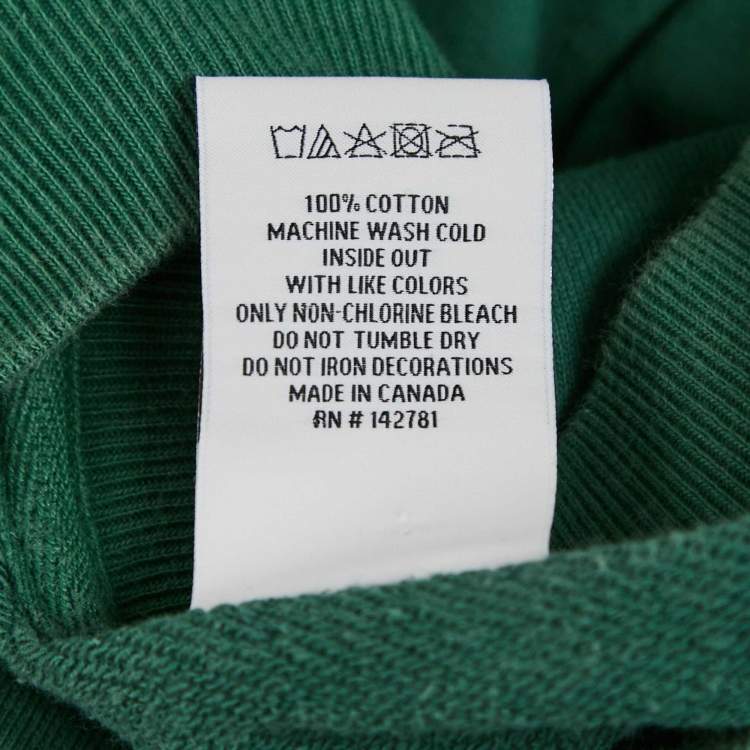 100% COTTON
MACHINE WASH COLD
INSIDE OUT
WITH LIKE COLORS
ONLY NON-CHLORINE BLEACH
DO NOT TUMBLE DRY
DO NOT IRON DECORATIONS
MADE IN CANADA
RN # 142781